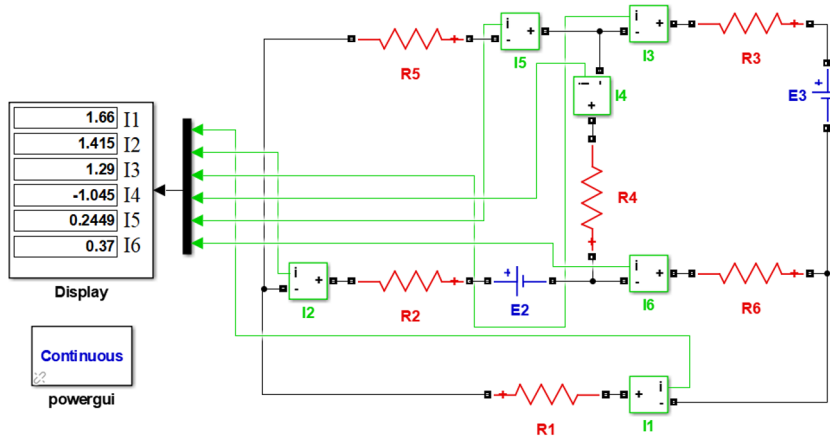 i + -
I5
R5
i + -
I3
R3
E3
I4
+
1.66 I1
1.415 I2
1.29 I3
-1.045 I4
0.2449 I5
0.37 I6
Display
R4
i + -
I2
R2
E2
i + -
I6
R6
Continuous
powergui
R1
+ i -
I1